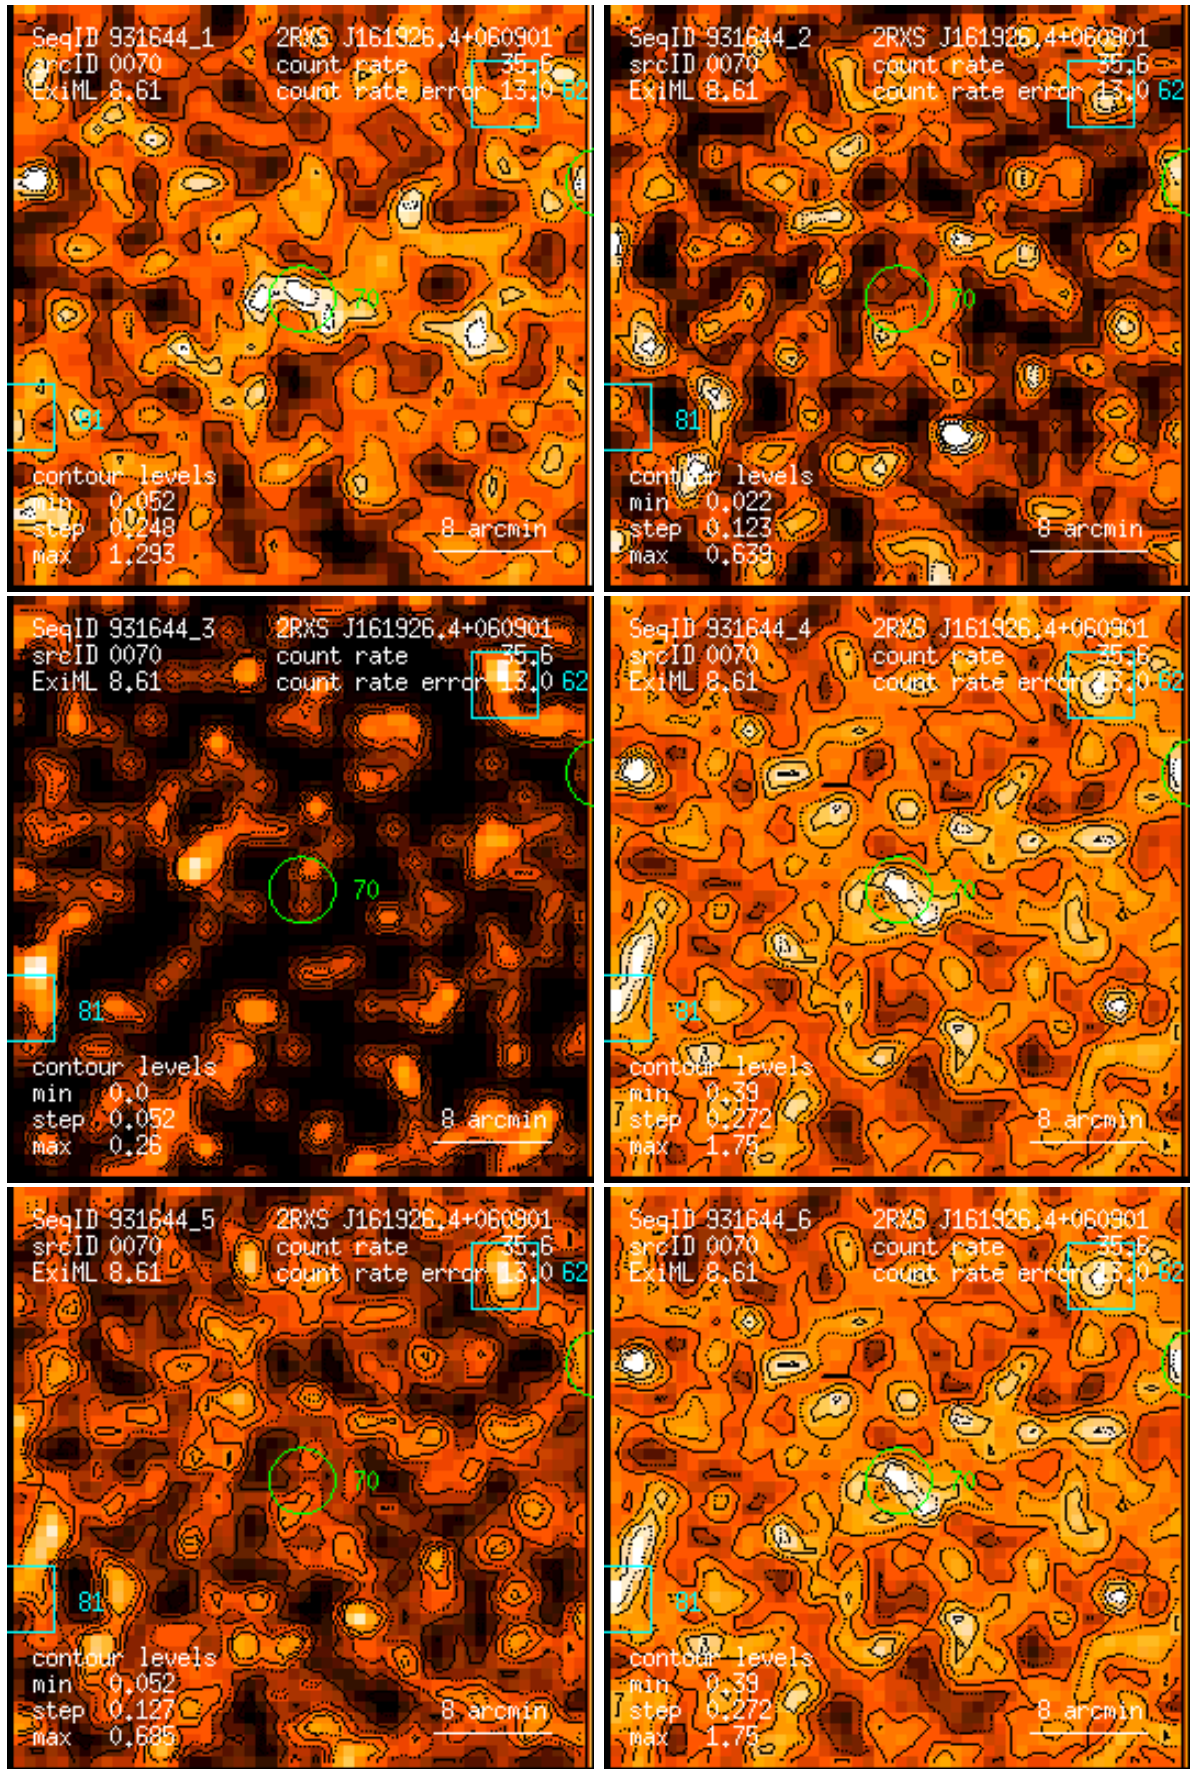 SeqID 931644_1 2RXS J161926.4+060901
srcID 0070 count rate 35.6
ExiML 8.61 count rate error 13.0 62
70
81
contour levels
min 0.052
step 0.248 8 arcmin
max 1.293
SeqID 931644_2 2RXS J161926.4+060901
srcID 0070 count rate 35.6
ExiML 8.61 count rate error 13.0 62
70
81
contour levels
min 0.022
step 0.123 8 arcmin
max 0.639
SeqID 931644_3 2RXS J161926.4+060901
srcID 0070 count rate 35.6
ExiML 8.61 count rate error 13.0 62
70
81
contour levels
min 0.0
step 0.052 8 arcmin
max 0.26
SeqID 931644_4 2RXS J161926.4+060901
srcID 0070 count rate 35.6
ExiML 8.61 count rate error 13.0 62
70
81
contour levels
min 0.39
step 0.272 8 arcmin
max 1.75
SeqID 931644_5 2RXS J161926.4+060901
srcID 0070 count rate 35.6
ExiML 8.61 count rate error 13.0 62
70
81
contour levels
min 0.052
step 0.127 8 arcmin
max 0.685
SeqID 931644_6 2RXS J161926.4+060901
srcID 0070 count rate 35.6
ExiML 8.61 count rate error 13.0 62
70
81
contour levels
min 0.39
step 0.272 8 arcmin
max 1.75